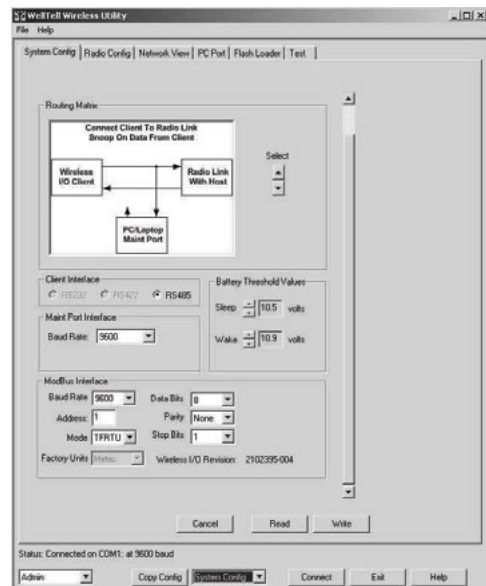 WellTell Wireless Utility
File Help
System Config Radio Config Network View PC Port Flash Loader Test
Routing Matrix
Connect Client To Radio Link
Snoop On Data From Client
Wireless
I/O Client
Radio Link
With Host
PC/Laptop
Maint Port
Select
Client Interface
RS232 RS422 RS485
Maint Port Interface
Baud Rate: 9600
Battery Threshold Values
Sleep 10.5 volts
Wake 10.9 volts
ModBus Interface
Baud Rate 9600 Data Bits 8
Address: 1 Parity None
Mode TFRTU Stop Bits 1
Factory Units Metric Wireless I/O Revision: 2102395-004
Cancel Read Write
Status: Connected on COM1: at 9600 baud
Admin Copy Config System Config Connect Exit Help